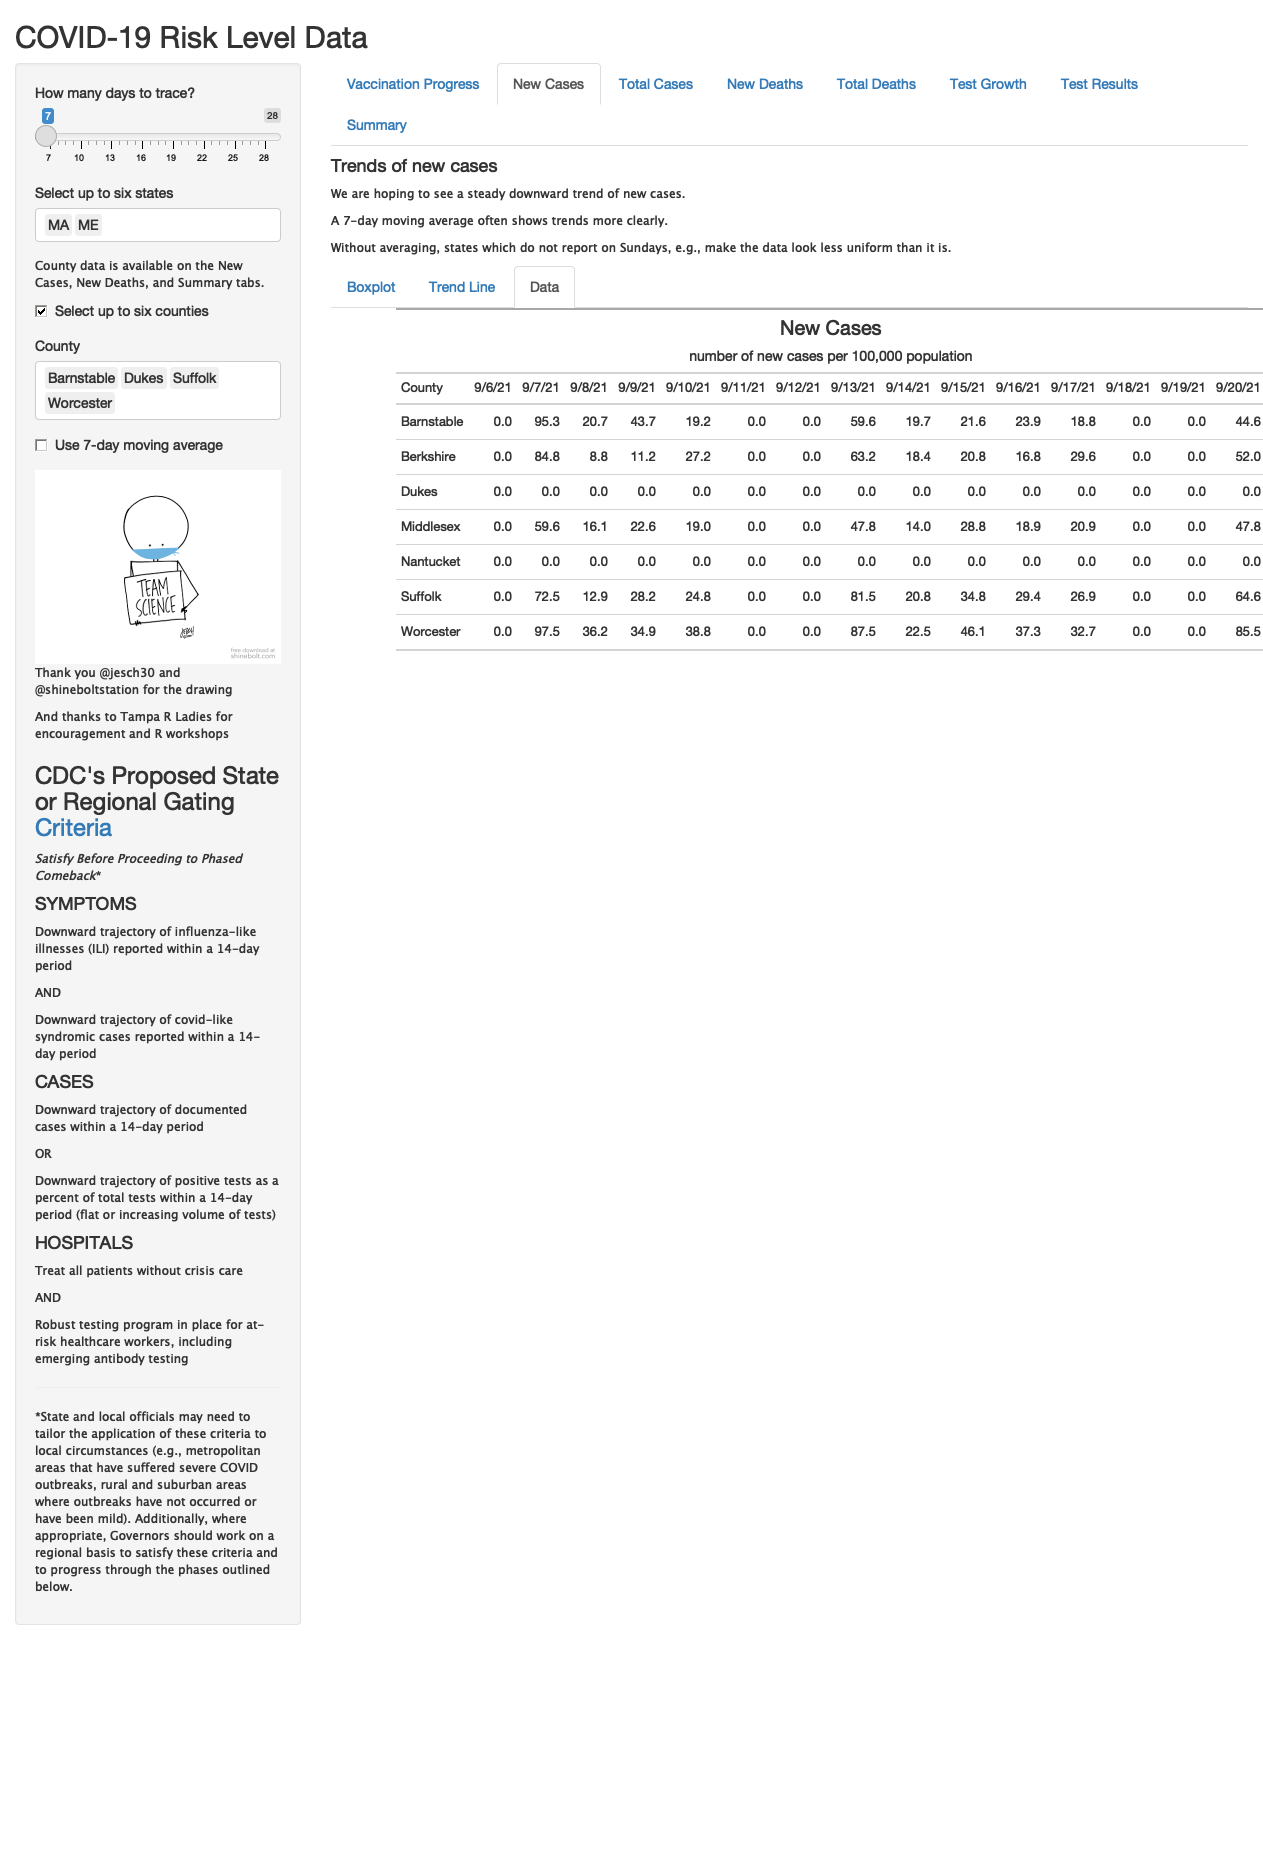 COVID-19 Risk Level Data
How many days to trace?
7 28
7 10 13 16 19 22 25 28
Select up to six states
MA ME
County data is available on the New
Cases, New Deaths, and Summary tabs.
Select up to six counties
County
Barnstable Dukes Suffolk
Worcester
Use 7-day moving average
TEAM
SCIENCE
free download at
shinebolt.com
Thank you @jesch30 and
@shineboltstation for the drawing
And thanks to Tampa R Ladies for
encouragement and R workshops
CDC's Proposed State
or Regional Gating
Criteria
Satisfy Before Proceeding to Phased
Comeback*
SYMPTOMS
Downward trajectory of influenza-like
illnesses (ILI) reported within a 14-day
period
AND
Downward trajectory of covid-like
syndromic cases reported within a 14-
day period
CASES
Downward trajectory of documented
cases within a 14-day period
OR
Downward trajectory of positive tests as a
percent of total tests within a 14-day
period (flat or increasing volume of tests)
HOSPITALS
Treat all patients without crisis care
AND
Robust testing program in place for at-
risk healthcare workers, including
emerging antibody testing
*State and local officials may need to
tailor the application of these criteria to
local circumstances (e.g., metropolitan
areas that have suffered severe COVID
outbreaks, rural and suburban areas
where outbreaks have not occurred or
have been mild). Additionally, where
appropriate, Governors should work on a
regional basis to satisfy these criteria and
to progress through the phases outlined
below.
Vaccination Progress New Cases Total Cases New Deaths Total Deaths Test Growth Test Results
Summary
Trends of new cases
We are hoping to see a steady downward trend of new cases.
A 7-day moving average often shows trends more clearly.
Without averaging, states which do not report on Sundays, e.g., make the data look less uniform than it is.
Boxplot Trend Line Data
New Cases
number of new cases per 100,000 population
County 9/6/21 9/7/21 9/8/21 9/9/21 9/10/21 9/11/21 9/12/21 9/13/21 9/14/21 9/15/21 9/16/21 9/17/21 9/18/21 9/19/21 9/20/21
Barnstable 0.0 95.3 20.7 43.7 19.2 0.0 0.0 59.6 19.7 21.6 23.9 18.8 0.0 0.0 44.6
Berkshire 0.0 84.8 8.8 11.2 27.2 0.0 0.0 63.2 18.4 20.8 16.8 29.6 0.0 0.0 52.0
Dukes 0.0 0.0 0.0 0.0 0.0 0.0 0.0 0.0 0.0 0.0 0.0 0.0 0.0 0.0 0.0
Middlesex 0.0 59.6 16.1 22.6 19.0 0.0 0.0 47.8 14.0 28.8 18.9 20.9 0.0 0.0 47.8
Nantucket 0.0 0.0 0.0 0.0 0.0 0.0 0.0 0.0 0.0 0.0 0.0 0.0 0.0 0.0 0.0
Suffolk 0.0 72.5 12.9 28.2 24.8 0.0 0.0 81.5 20.8 34.8 29.4 26.9 0.0 0.0 64.6
Worcester 0.0 97.5 36.2 34.9 38.8 0.0 0.0 87.5 22.5 46.1 37.3 32.7 0.0 0.0 85.5